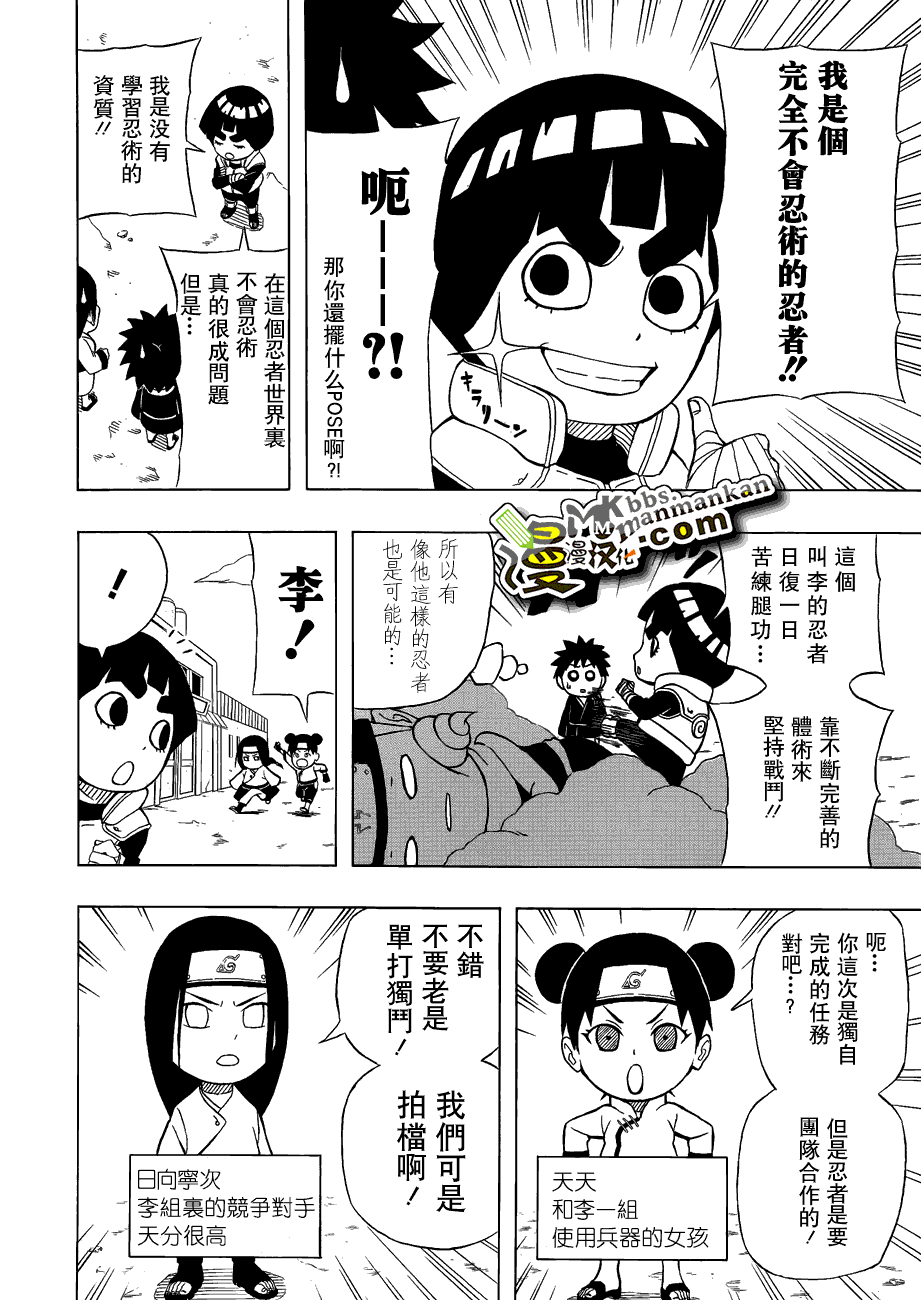 我是個
完全不會忍術的忍者!!
キラリーン
呃———?!
那你還擺什么POSE啊?!
在這個忍者世界裏
不會忍術
真的很成問題
但是…
我是没有
學習忍術的
資質!!
這個
叫李的忍者
日復一日
苦練腿功…
靠不斷完善的
體術來
堅持戰鬥!!
所以有
像他這樣的忍者
也是可能的…
bbs.
mannmankan
.com
漫
漫汉化
李!
!
呃…
你這次是獨自
完成的任務
對吧…?
但是忍者是要
團隊合作的!
天天
和李一組
使用兵器的女孩
不錯
不要老是
單打獨鬥!
我們可是
拍檔啊!
日向寧次
李組裏的競爭對手
天分很高